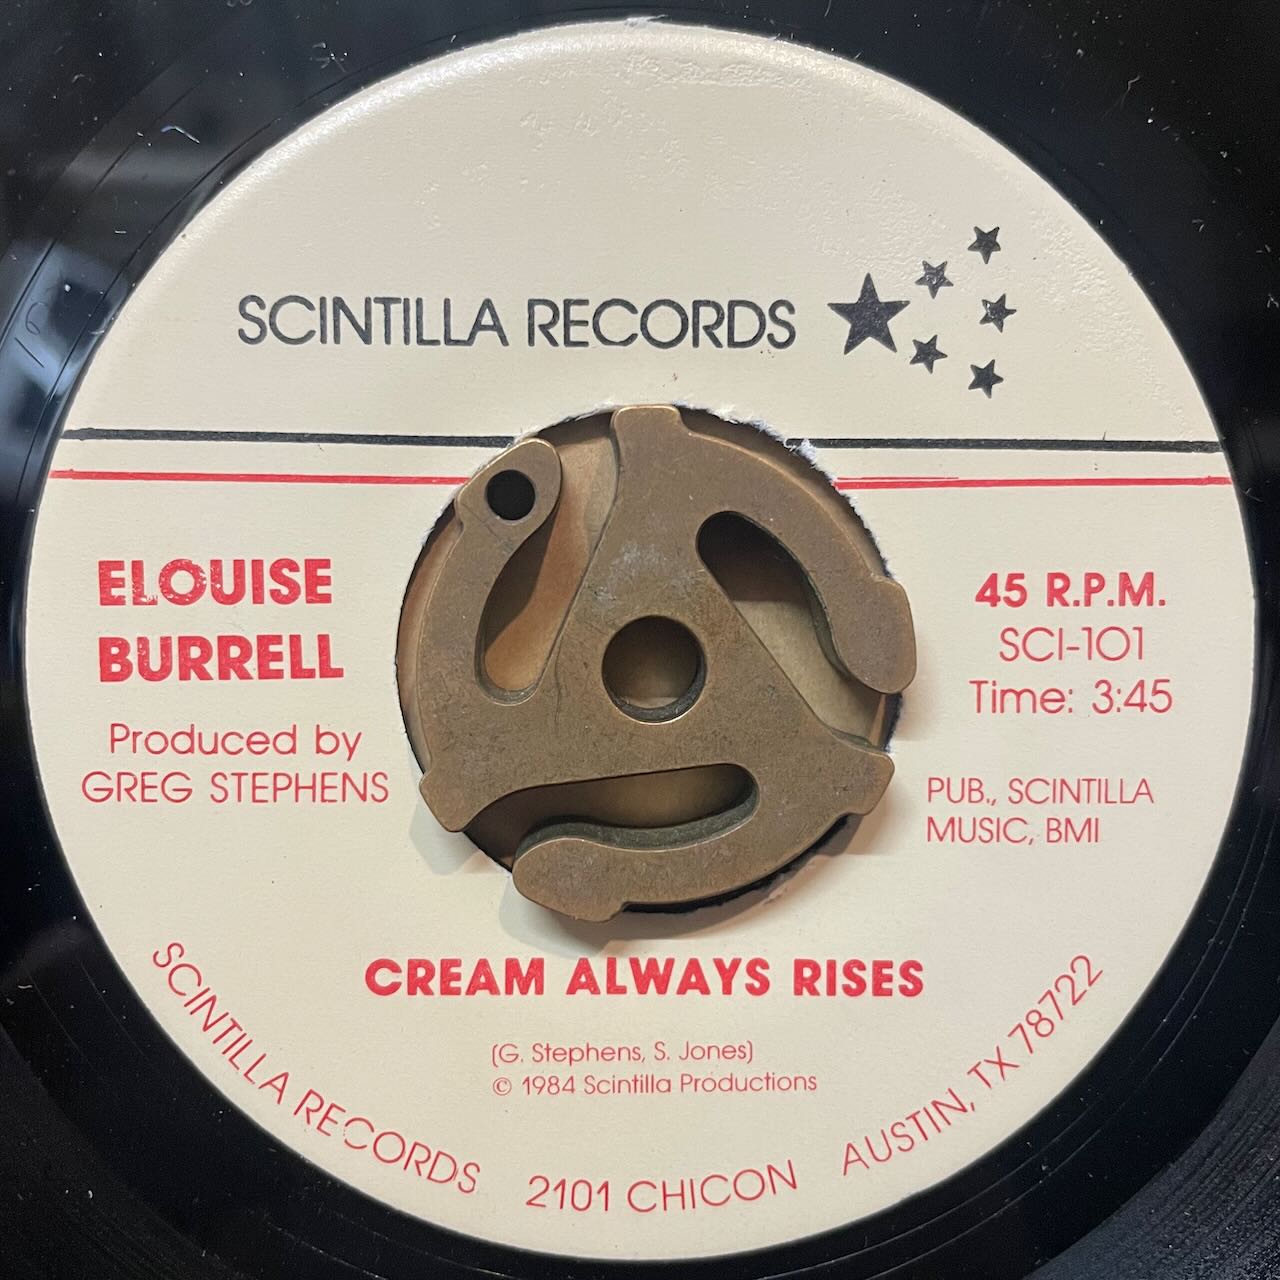 SCINTILLA RECORDS
ELOUISE
BURRELL
Produced by
GREG STEPHENS
45 R.P.M.
SCI-101
Time: 3:45
PUB., SCINTILLA
MUSIC, BMI
CREAM ALWAYS RISES
(G. Stephens, S. Jones)
© 1984 Scintilla Productions
SCINTILLA RECORDS 2101 CHICON AUSTIN, TX 78722